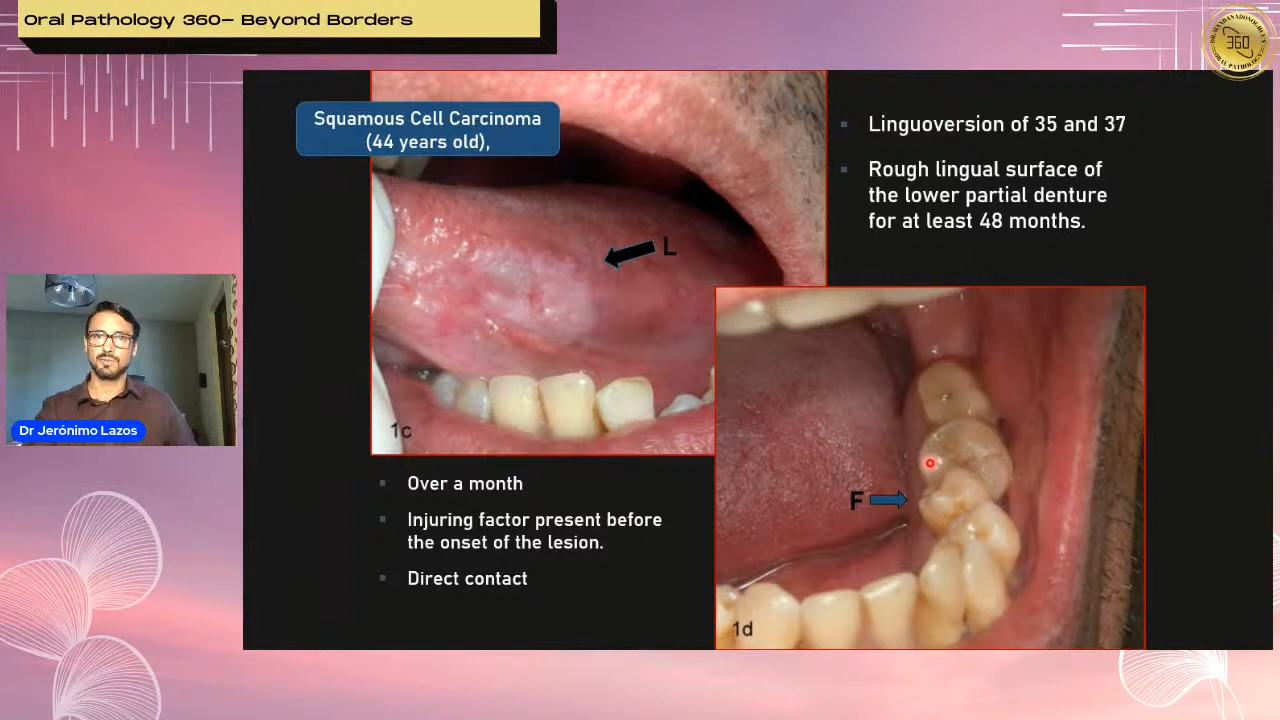 Oral Pathology 360– Beyond Borders
360
ORAL PATHOLOGY
Squamous Cell Carcinoma
(44 years old),
L
1c
Linguoversion of 35 and 37
Rough lingual surface of
the lower partial denture
for at least 48 months.
Dr Jerónimo Lazos
Over a month
Injuring factor present before
the onset of the lesion.
Direct contact
F
1d